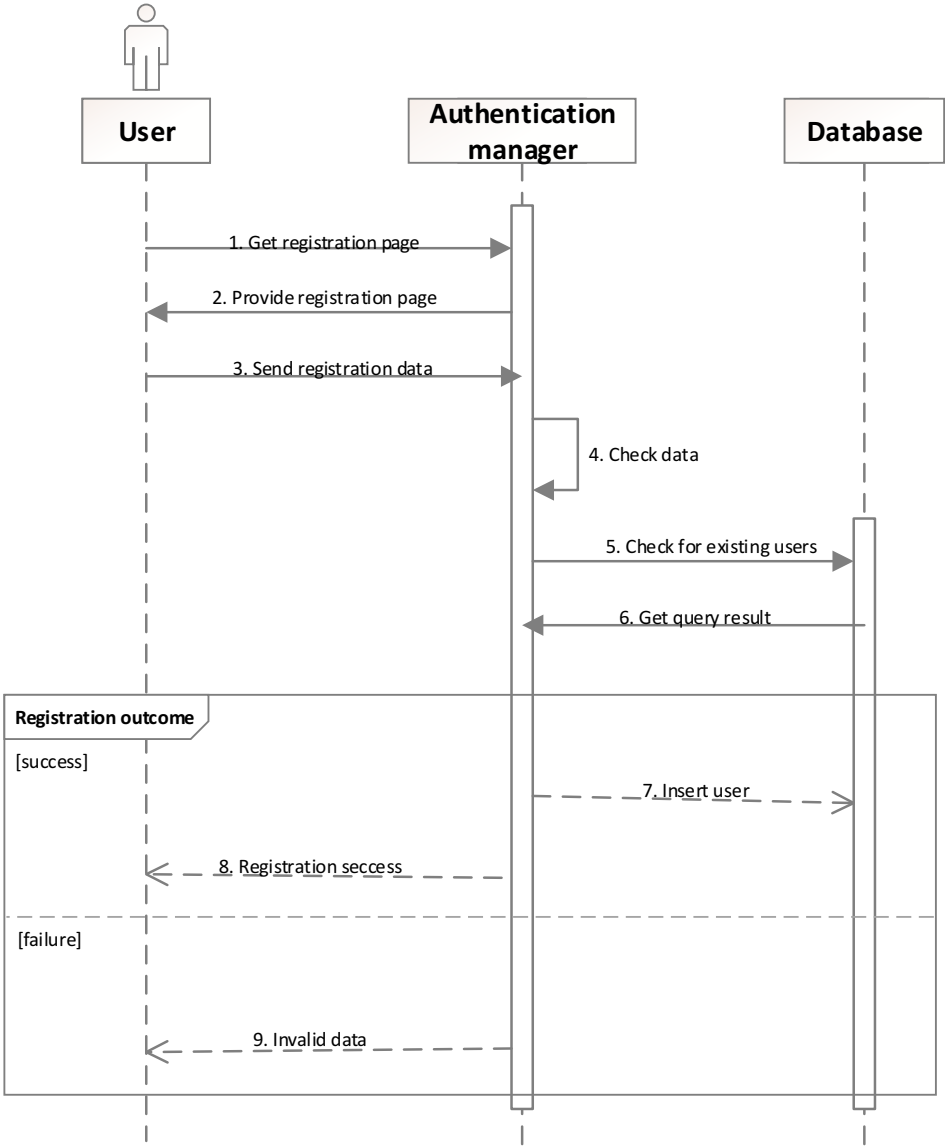 User
Authentication
manager
Database
1. Get registration page
2. Provide registration page
3. Send registration data
4. Check data
5. Check for existing users
6. Get query result
Registration outcome
[success]
7. Insert user
8. Registration seccess
[failure]
9. Invalid data